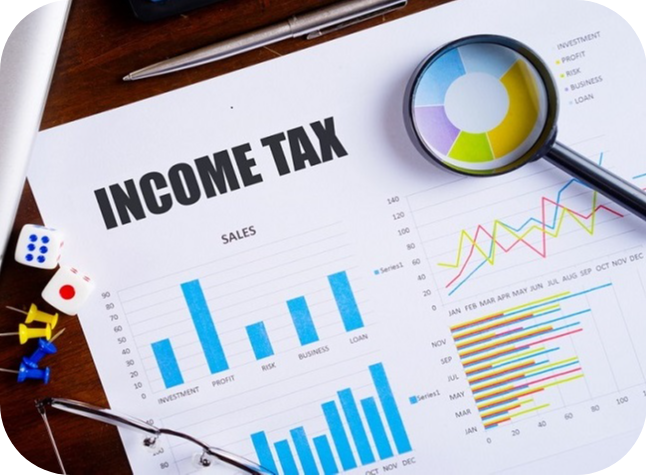 INCOME TAX
INVESTMENT
PROFIT
RISK
BUSINESS
LOAN
SALES
90
80
70
60
50
40
30
20
10
0
INVESTMENT PROFIT RISK BUSINESS LOAN
Series1
140
120
100
80
60
40
20
0
JAN FEB MAR APR MAY JUN JUL AUG SEP OCT NOV DEC
NOV
SEP
JUL
MAY
MAR
JAN
0 20 40 60 80 100
Series1
80
60
OCT NOV DEC